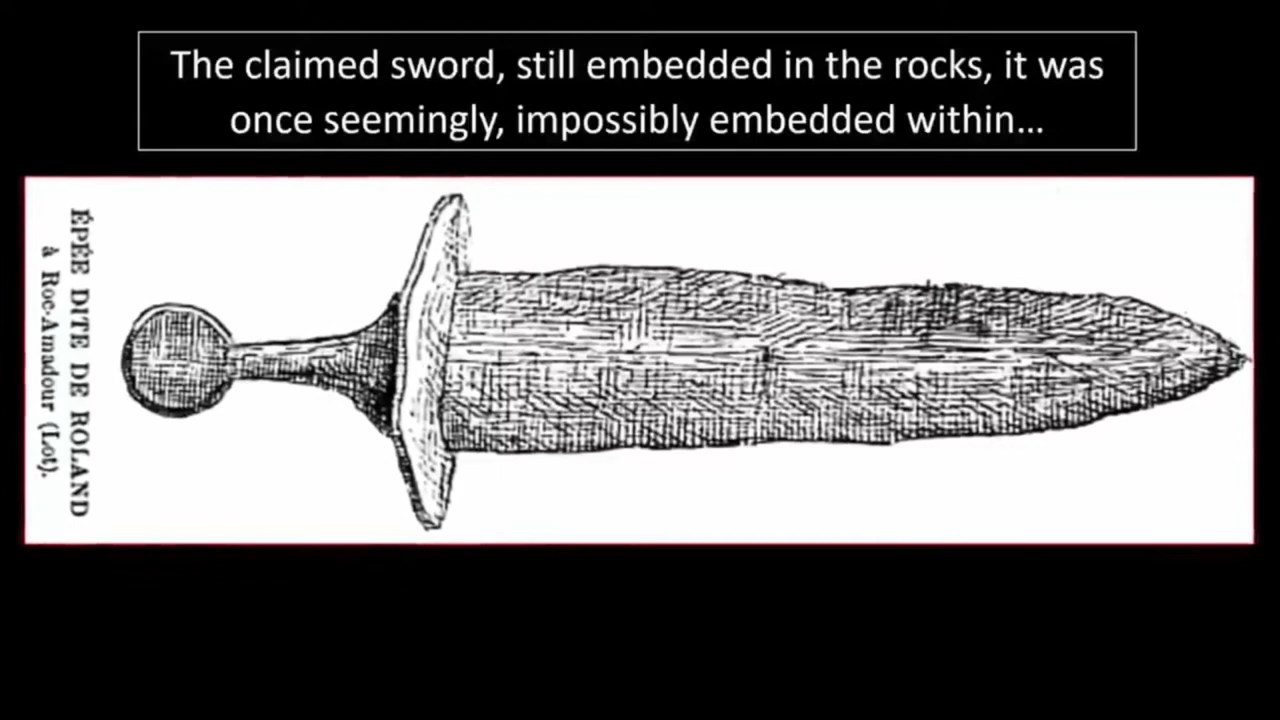 The claimed sword, still embedded in the rocks, it was
once seemingly, impossibly embedded within...
ÉPÉE DITE DE ROLAND
à Roc-Amadour (Lot).